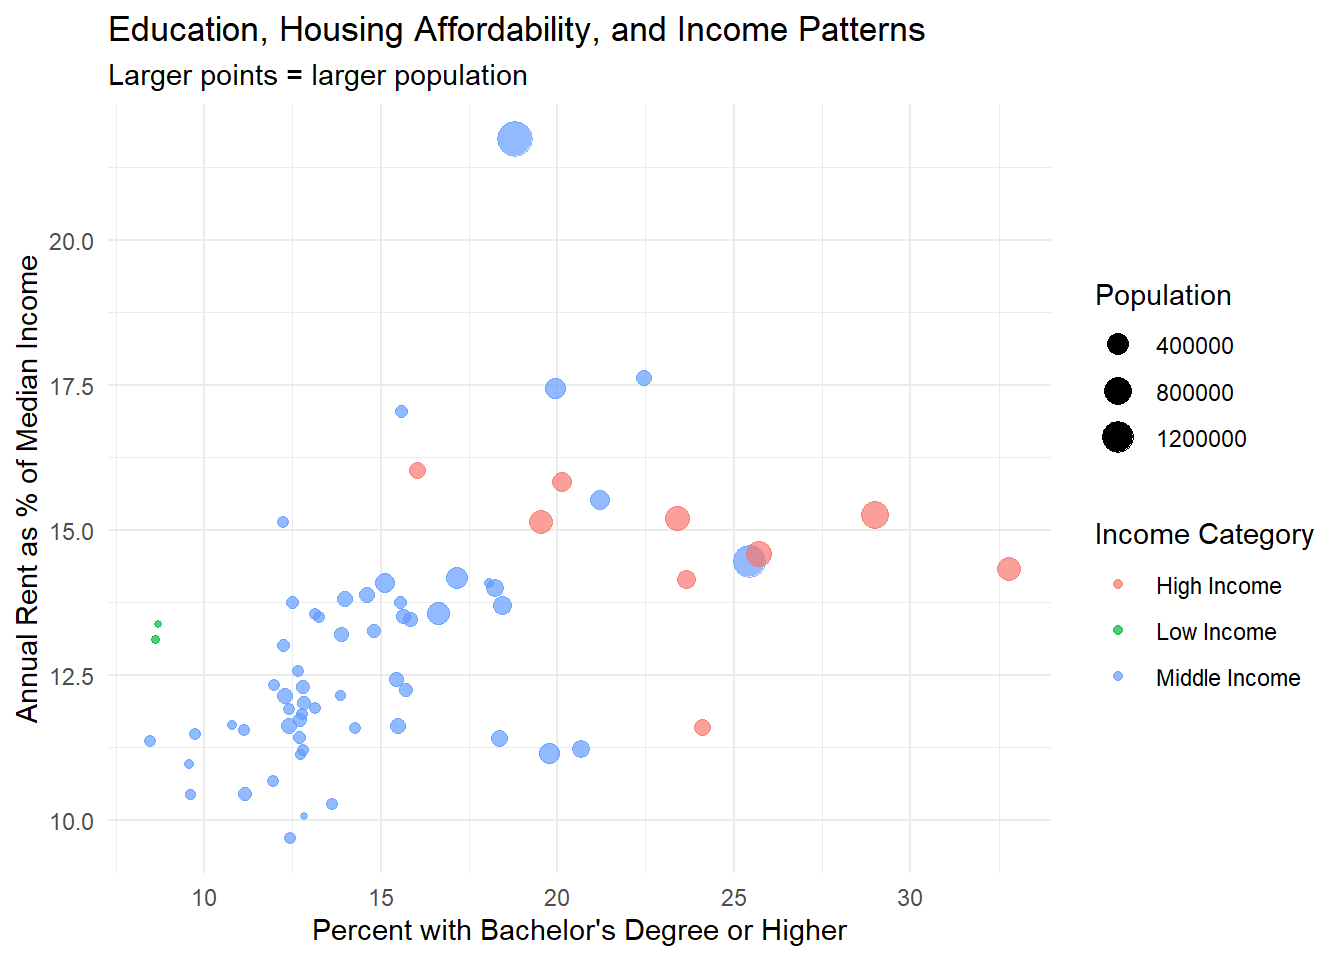 Education, Housing Affordability, and Income Patterns
Larger points = larger population
Annual Rent as % of Median Income
20.0
17.5
15.0
12.5
10.0
10
15
20
25
30
Percent with Bachelor's Degree or Higher
Population
400000
800000
1200000
Income Category
High Income
Low Income
Middle Income